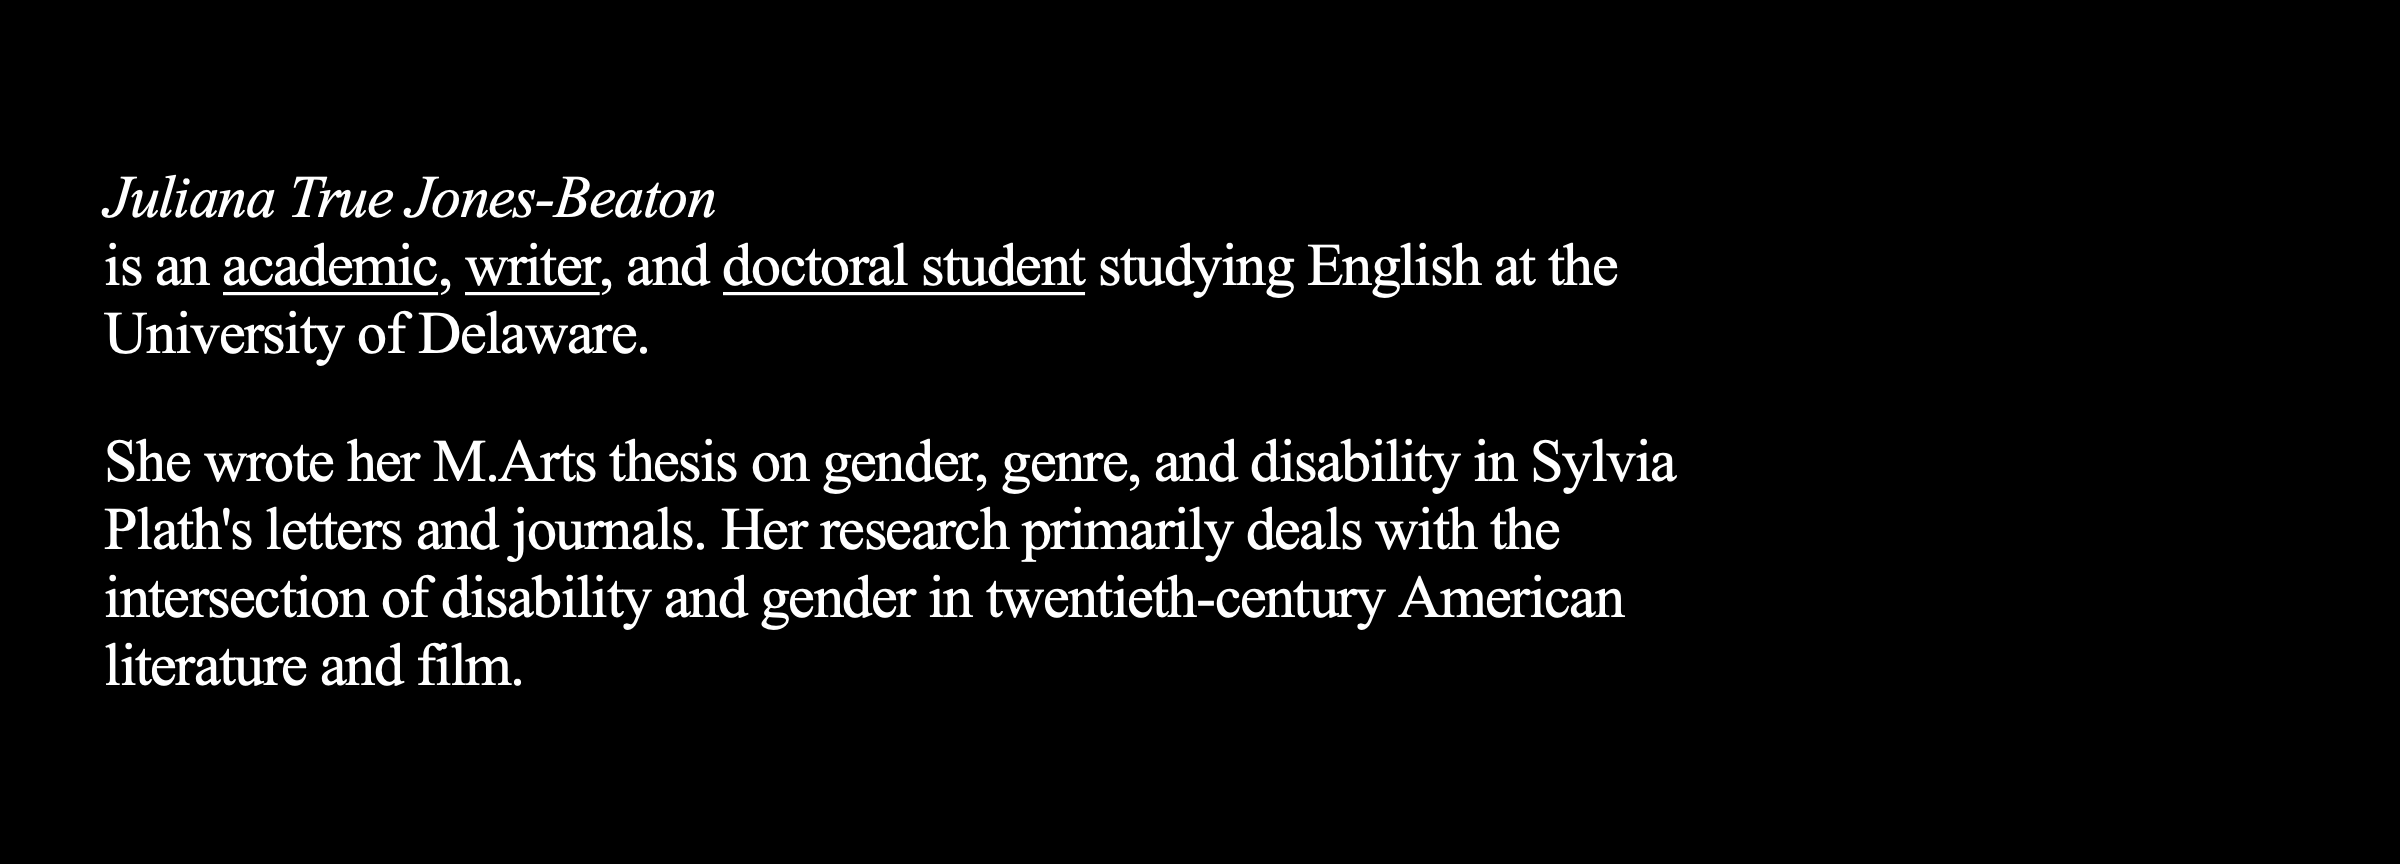 Juliana True Jones-Beaton
is an academic, writer, and doctoral student studying English at the
University of Delaware.
She wrote her M.Arts thesis on gender, genre, and disability in Sylvia
Plath's letters and journals. Her research primarily deals with the
intersection of disability and gender in twentieth-century American
literature and film.